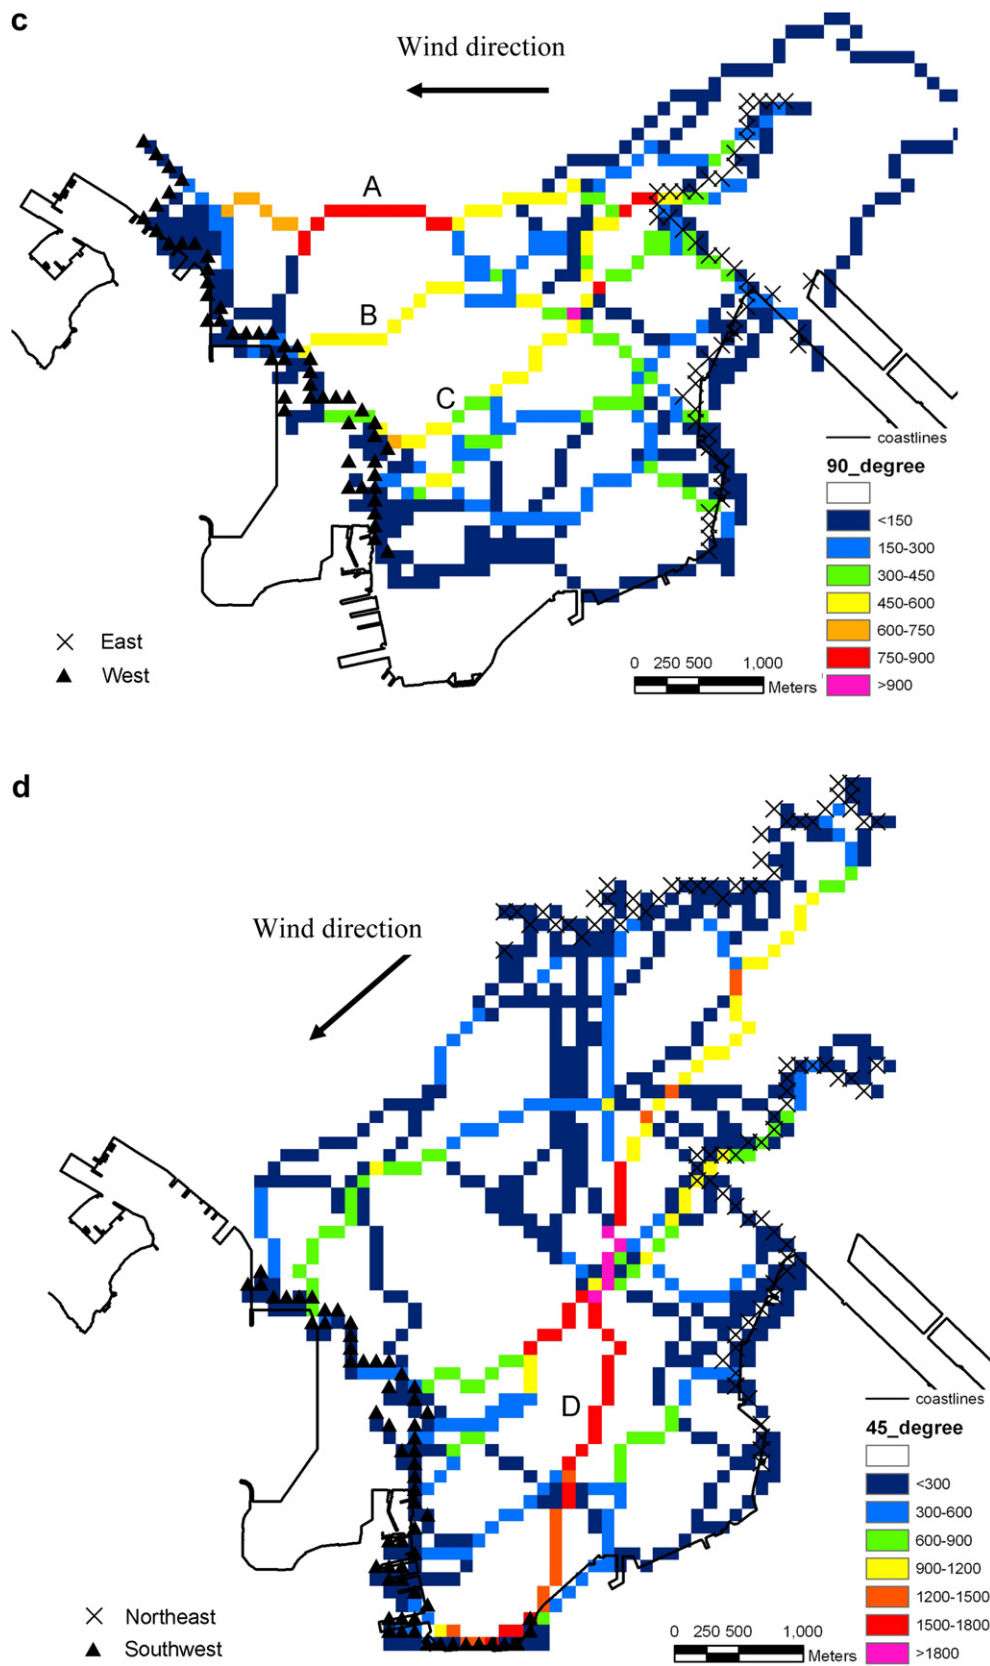 c
Wind direction
A
B
C
coastlines
90_degree
<150
150-300
300-450
450-600
600-750
750-900
>900
East
West
0 250 500 1,000
Meters
d
Wind direction
D
coastlines
45_degree
<300
300-600
600-900
900-1200
1200-1500
1500-1800
>1800
Northeast
Southwest
0 250 500 1,000
Meters